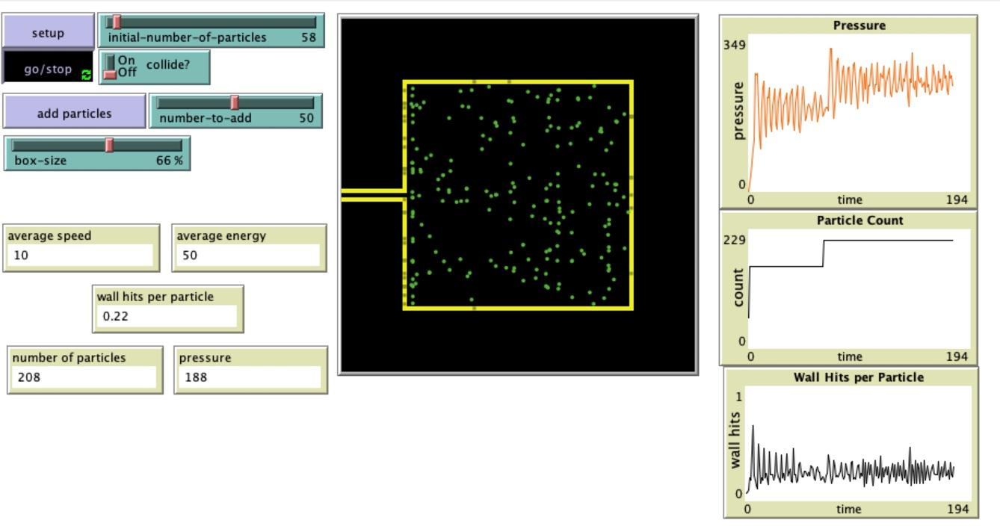 setup
initial-number-of-particles 58
go/stop
On
Off
collide?
add particles
number-to-add 50
box-size 66 %
average speed
10
average energy
50
wall hits per particle
0.22
number of particles
208
pressure
188
Pressure
349
pressure
0
0 time 194
Particle Count
229
count
0
0 time 194
Wall Hits per Particle
1
wall hits
0
0 time 194